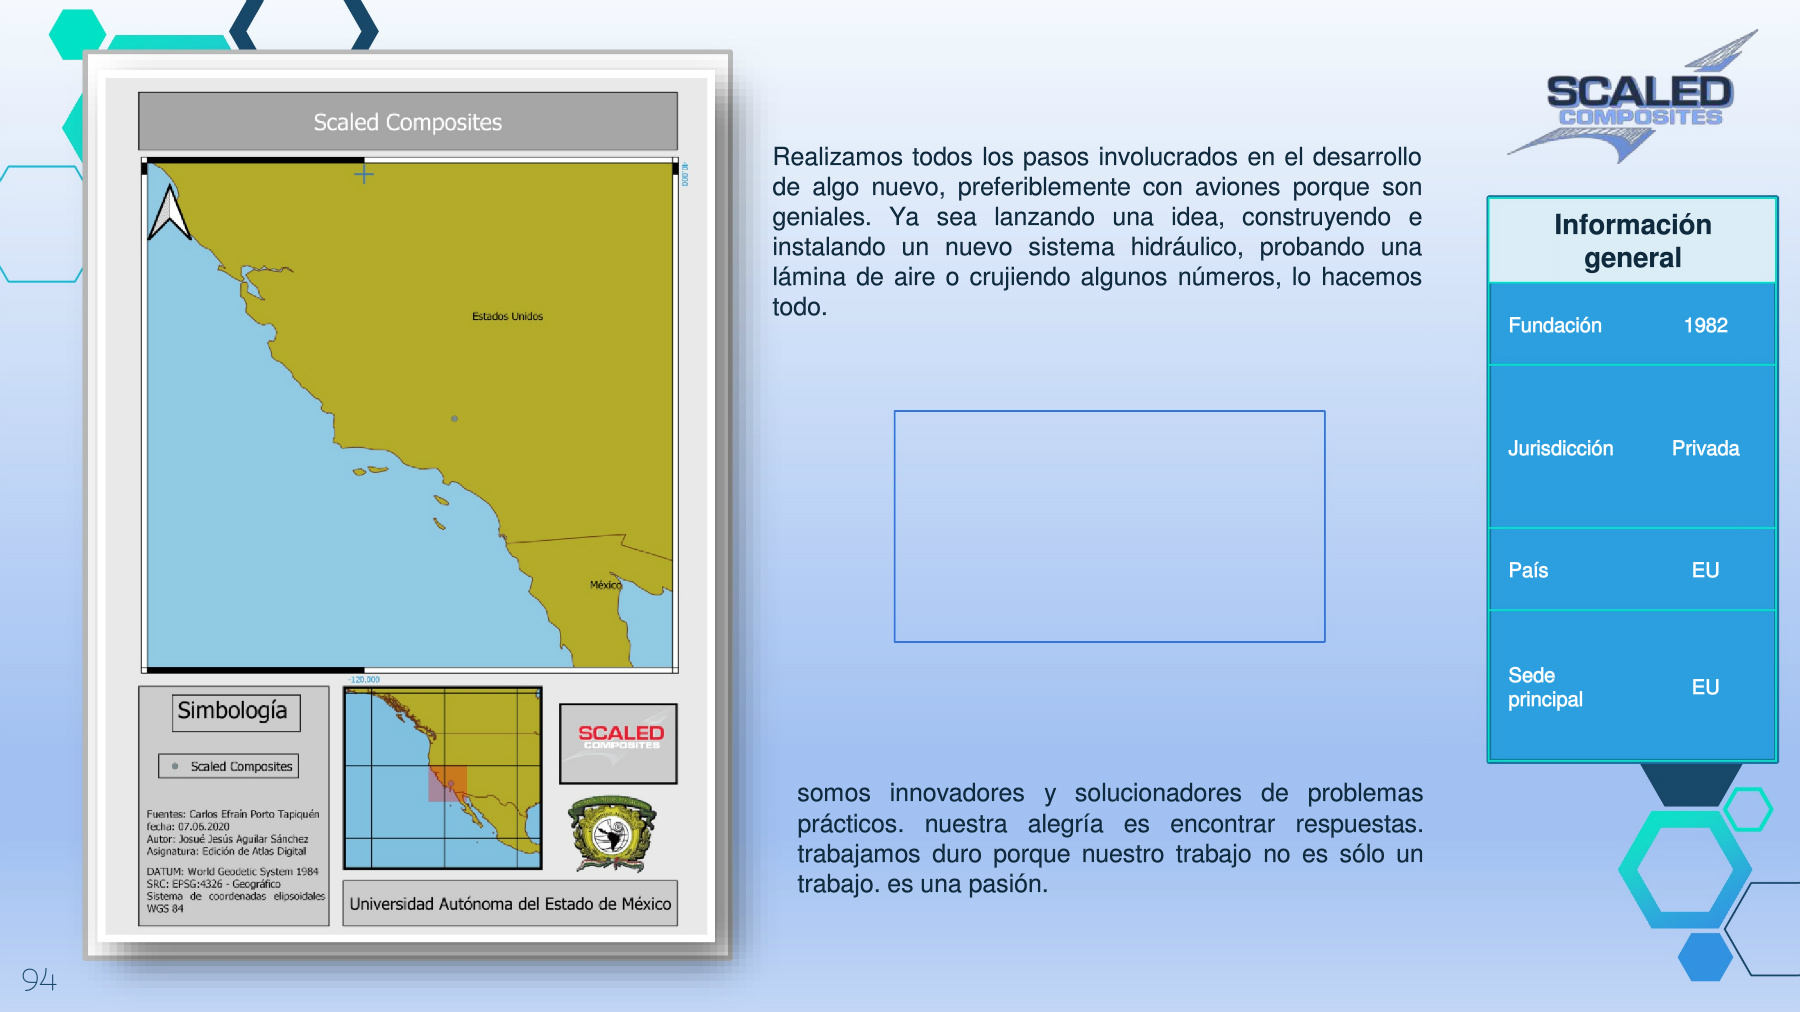 Scaled Composites
40.000
Estados Unidos
México
-120.000
Simbología
Scaled Composites
Fuentes: Carlos Efraín Porto Tapiquén
fecha: 07.06.2020
Autor: Josué Jesús Aguilar Sánchez
Asignatura: Edición de Atlas Digital
DATUM: World Geodetic System 1984
SRC: EPSG:4326 - Geográfico
Sistema de coordenadas elipsoidales
WGS 84
SCALED
COMPOSITES
Universidad Autónoma del Estado de México
94
Realizamos todos los pasos involucrados en el desarrollo
de algo nuevo, preferiblemente con aviones porque son
geniales. Ya sea lanzando una idea, construyendo e
instalando un nuevo sistema hidráulico, probando una
lámina de aire o crujiendo algunos números, lo hacemos
todo.
somos innovadores y solucionadores de problemas
prácticos. nuestra alegría es encontrar respuestas.
trabajamos duro porque nuestro trabajo no es sólo un
trabajo. es una pasión.
SCALED
COMPOSITES
Información
general
Fundación 1982
Jurisdicción Privada
País EU
Sede
principal EU